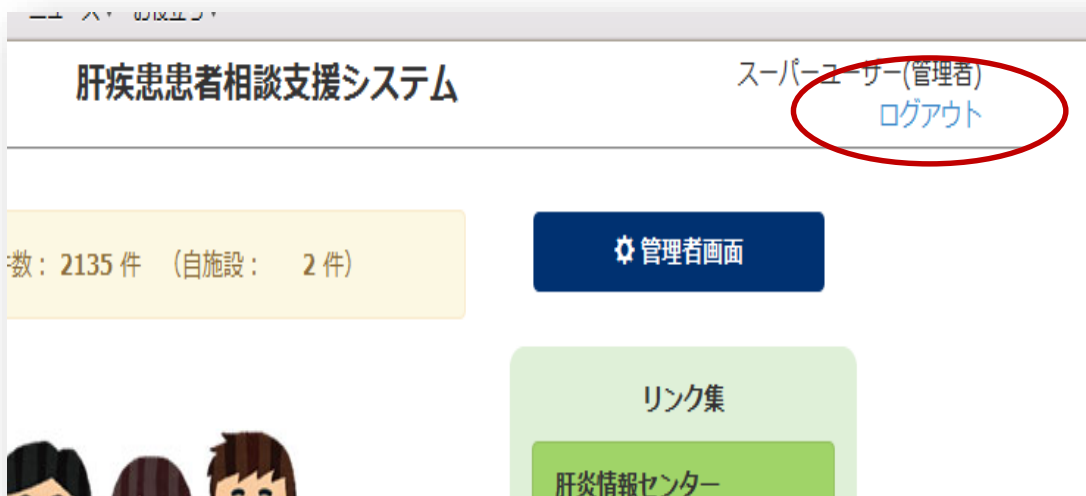 肝疾患患者相談支援システム
スーパーユーザー(管理者)
ログアウト
件数： 2135 件 （自施設： 2 件）
管理者画面
リンク集
肝炎情報センター